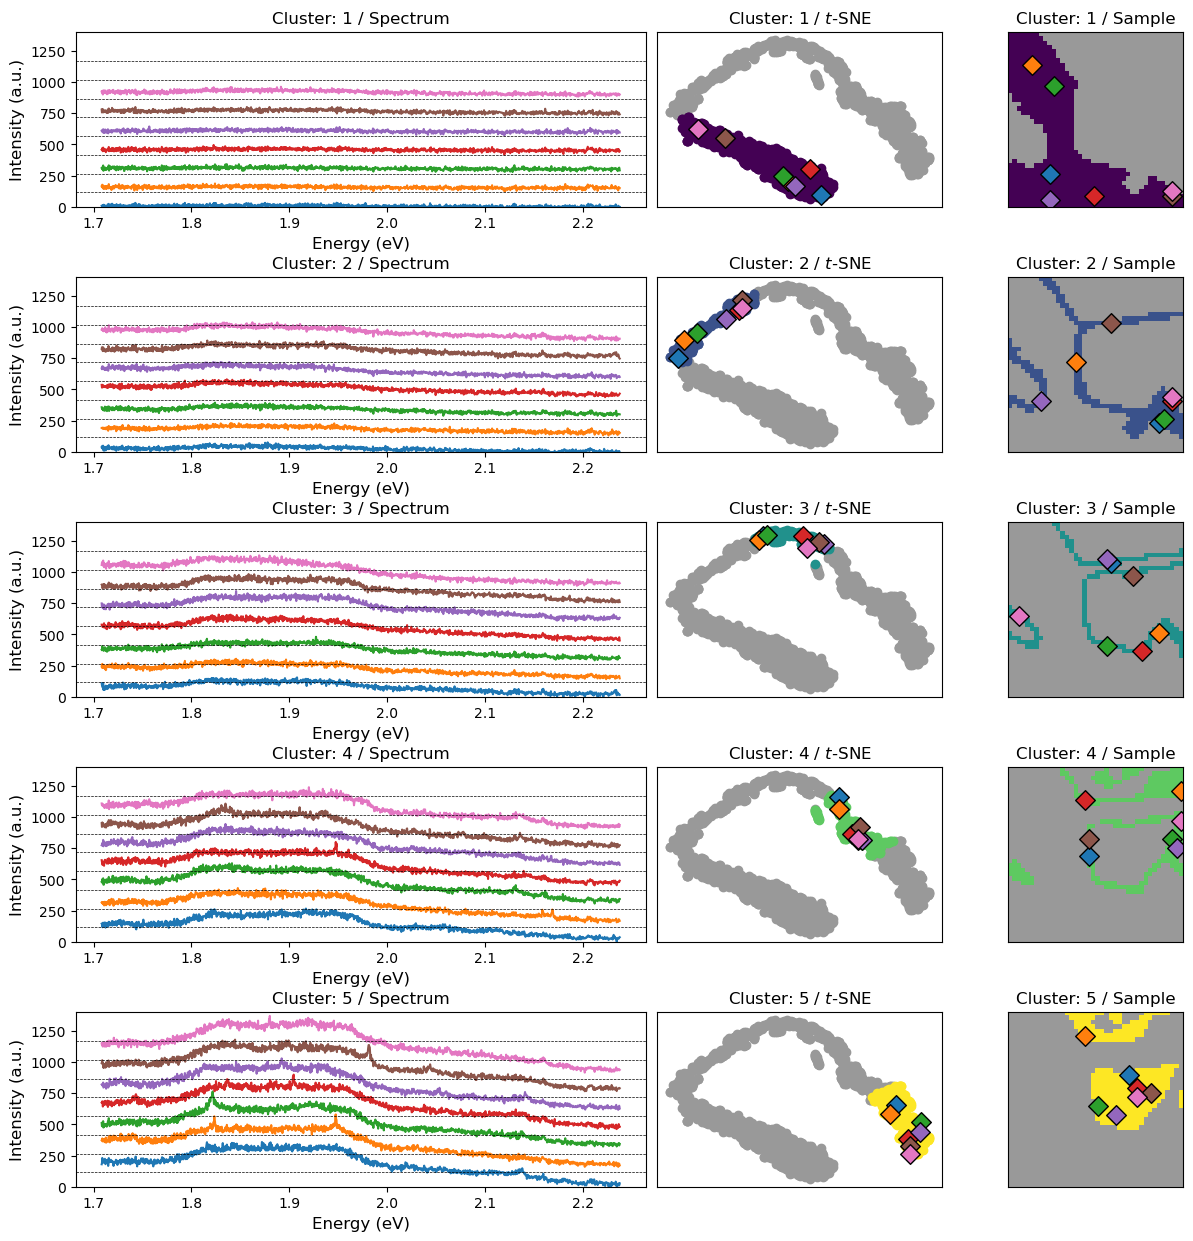 Cluster: 1 / Spectrum
Cluster: 1 / t-SNE
Cluster: 1 / Sample
Intensity (a.u.)
1250
1000
750
500
250
0
1.7
1.8
1.9
2.0
2.1
2.2
Energy (eV)
Cluster: 2 / Spectrum
Cluster: 2 / t-SNE
Cluster: 2 / Sample
Intensity (a.u.)
1250
1000
750
500
250
0
1.7
1.8
1.9
2.0
2.1
2.2
Energy (eV)
Cluster: 3 / Spectrum
Cluster: 3 / t-SNE
Cluster: 3 / Sample
Intensity (a.u.)
1250
1000
750
500
250
0
1.7
1.8
1.9
2.0
2.1
2.2
Energy (eV)
Cluster: 4 / Spectrum
Cluster: 4 / t-SNE
Cluster: 4 / Sample
Intensity (a.u.)
1250
1000
750
500
250
0
1.7
1.8
1.9
2.0
2.1
2.2
Energy (eV)
Cluster: 5 / Spectrum
Cluster: 5 / t-SNE
Cluster: 5 / Sample
Intensity (a.u.)
1250
1000
750
500
250
0
1.7
1.8
1.9
2.0
2.1
2.2
Energy (eV)